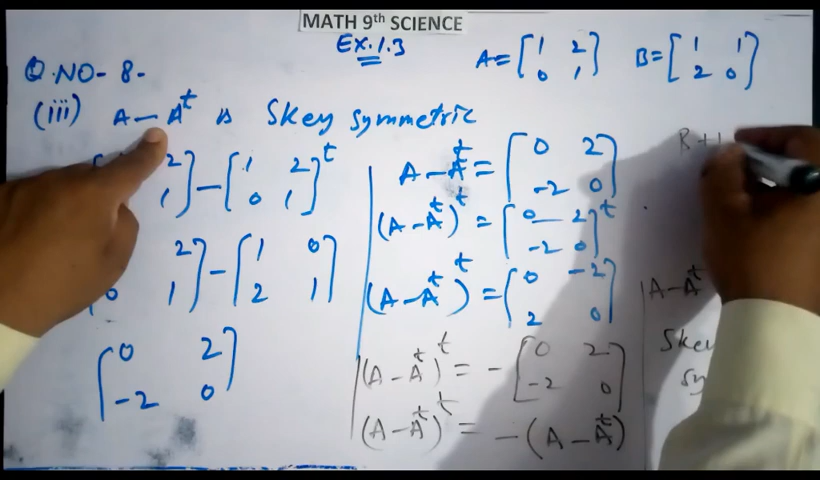 MATH 9th SCIENCE
EX.1.3
A = [1 2 / 0 1] B = [1 1 / 2 0]
Q.NO-8-
(iii) A - A^t is Skey Symmetric
2 / 1] - [1 2 / 0 1]^t
2 / 0 1] - [1 0 / 2 1]
[0 2 / -2 0]
A - A^t = [0 2 / -2 0]
(A - A^t)^t = [0 2 / -2 0]^t
(A - A^t)^t = [0 -2 / 2 0]
(A - A^t)^t = - [0 2 / -2 0]
(A - A^t)^t = - (A - A^t)
A - A^t